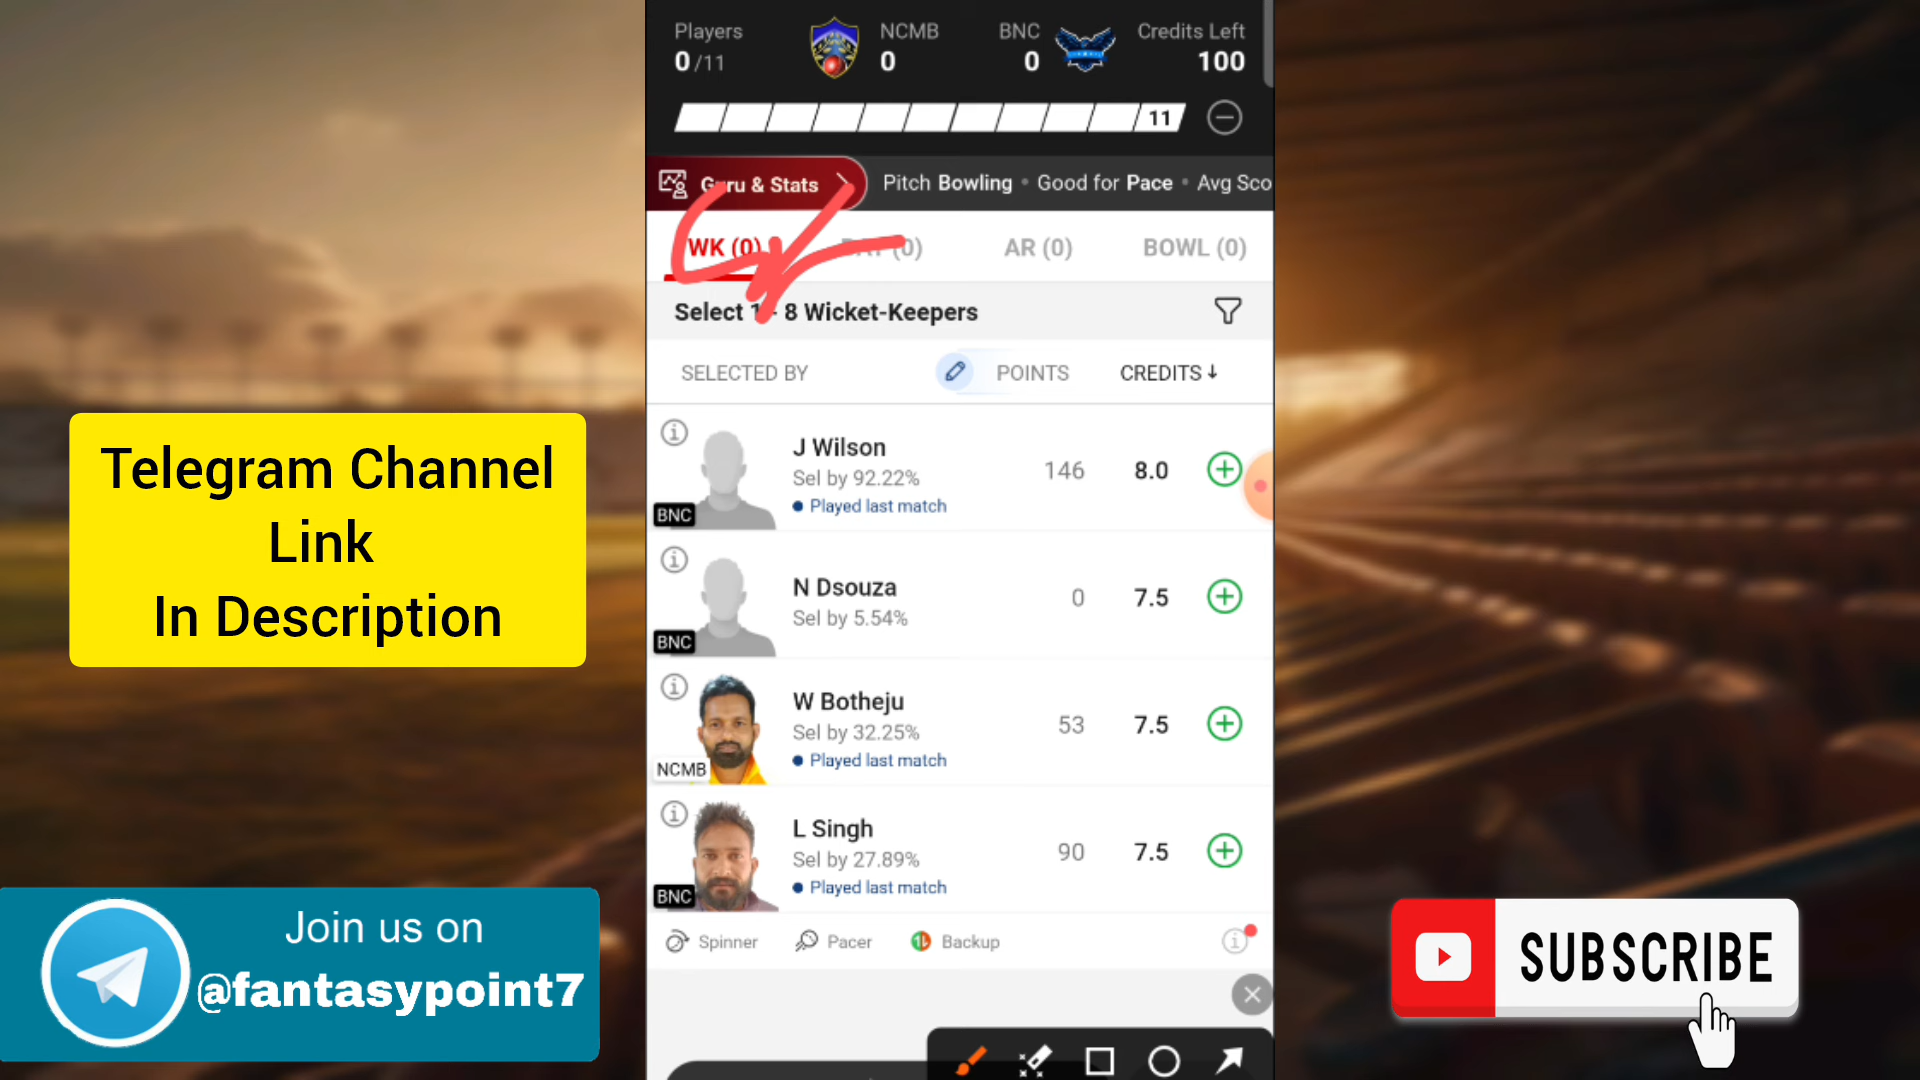 Players
0/11
NCMB
0
BNC
0
Credits Left
100
11
Guru & Stats
Pitch Bowling • Good for Pace • Avg Sco
WK (0)
BAT (0)
AR (0)
BOWL (0)
Select 1 - 8 Wicket-Keepers
SELECTED BY
POINTS
CREDITS ↓
J Wilson
Sel by 92.22%
Played last match
BNC
146
8.0
N Dsouza
Sel by 5.54%
BNC
0
7.5
W Botheju
Sel by 32.25%
Played last match
NCMB
53
7.5
L Singh
Sel by 27.89%
Played last match
BNC
90
7.5
Spinner
Pacer
Backup
Telegram Channel
Link
In Description
Join us on
@fantasypoint7
SUBSCRIBE